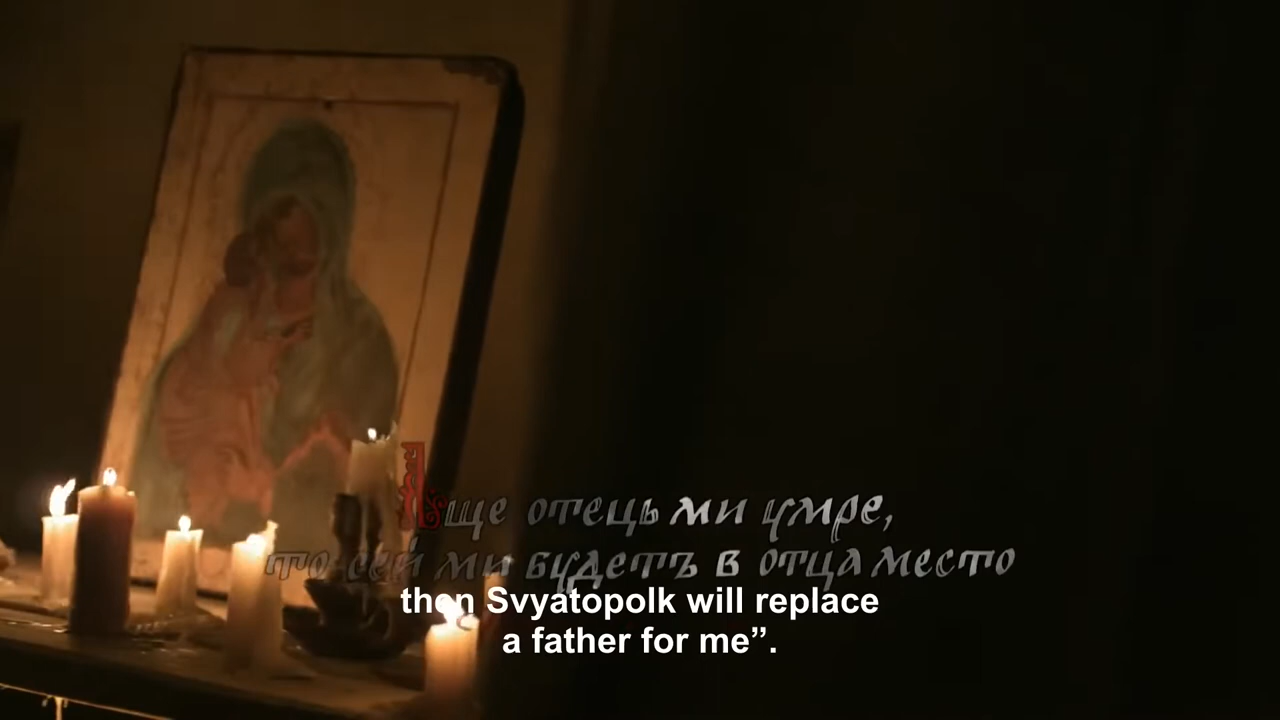 Аще отець ми умре,
то сей ми будетъ в отца место
then Svyatopolk will replace
a father for me”.